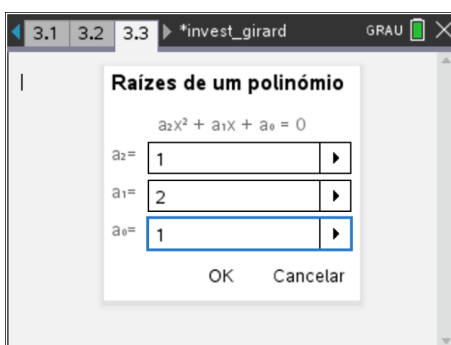 3.1 3.2 3.3 *invest_girard GRAU
Raízes de um polinómio
a₂x² + a₁x + a₀ = 0
a₂= 1
a₁= 2
a₀= 1
OK Cancelar